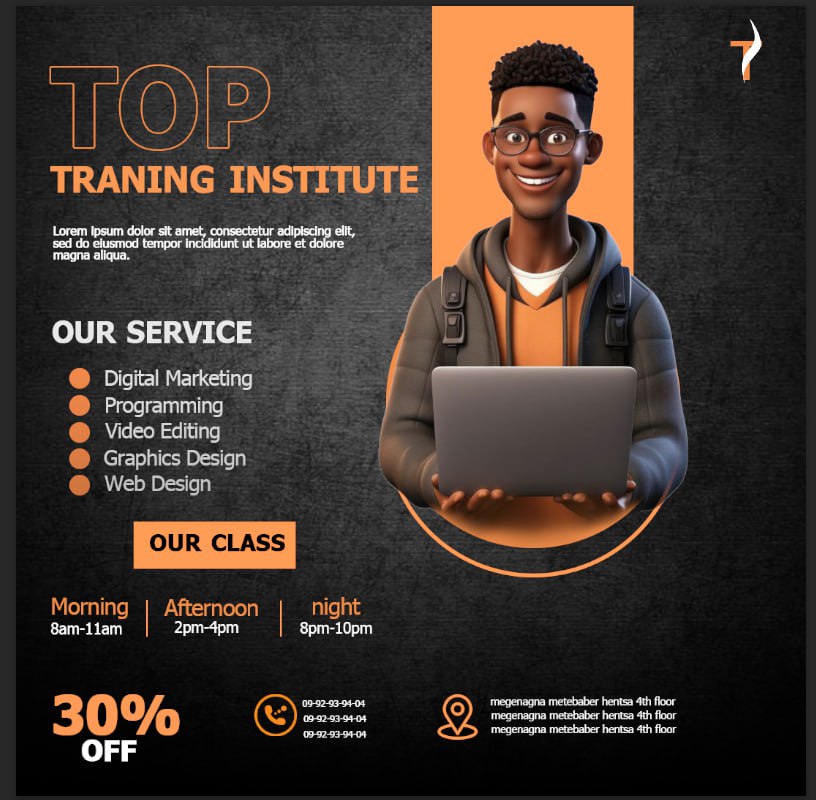 T
TOP
TRANING INSTITUTE
Lorem ipsum dolor sit amet, consectetur adipiscing elit,
sed do eiusmod tempor incididunt ut labore et dolore
magna aliqua.
OUR SERVICE
Digital Marketing
Programming
Video Editing
Graphics Design
Web Design
OUR CLASS
Morning
8am-11am
Afternoon
2pm-4pm
night
8pm-10pm
30%
OFF
09-92-93-94-04
09-92-93-94-04
09-92-93-94-04
megenagna metebaber hentsa 4th floor
megenagna metebaber hentsa 4th floor
megenagna metebaber hentsa 4th floor